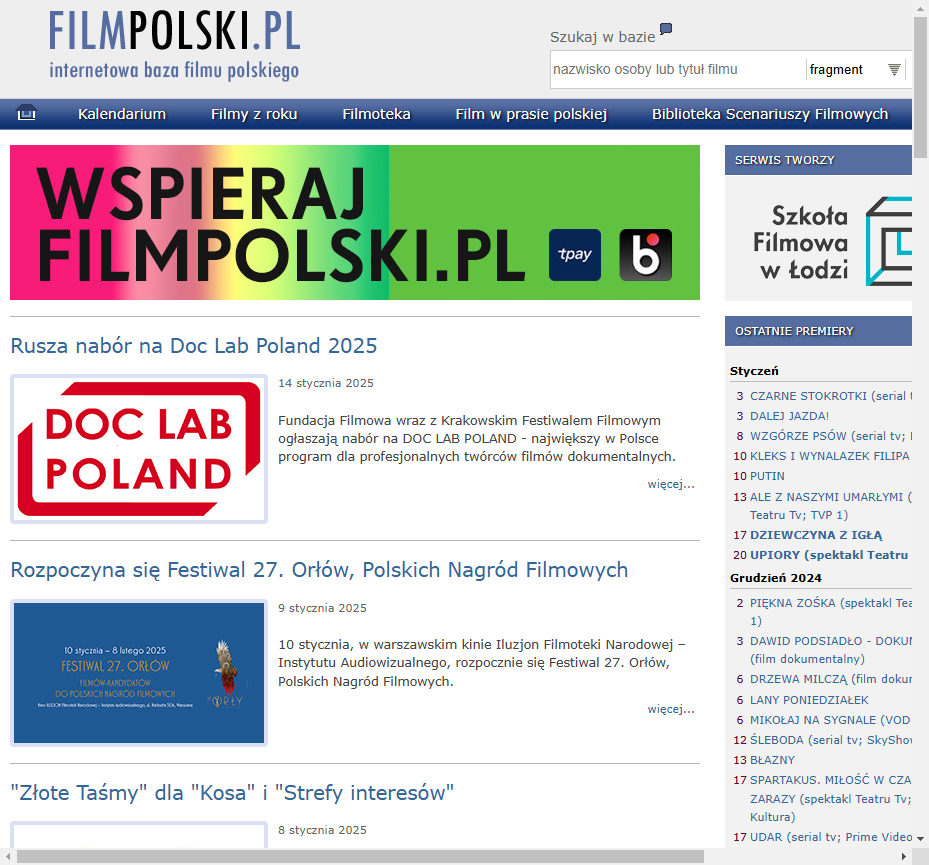 FILMPOLSKI.PL
internetowa baza filmu polskiego
Szukaj w bazie
nazwisko osoby lub tytuł filmu
fragment
Kalendarium
Filmy z roku
Filmoteka
Film w prasie polskiej
Biblioteka Scenariuszy Filmowych
WSPIERAJ
FILMPOLSKI.PL
tpay
b
Rusza nabór na Doc Lab Poland 2025
DOC LAB
POLAND
14 stycznia 2025
Fundacja Filmowa wraz z Krakowskim Festiwalem Filmowym
ogłaszają nabór na DOC LAB POLAND - największy w Polsce
program dla profesjonalnych twórców filmów dokumentalnych.
więcej...
Rozpoczyna się Festiwal 27. Orłów, Polskich Nagród Filmowych
10 stycznia – 8 lutego 2025
FESTIWAL 27. ORŁÓW
FILMÓW-KANDYDATÓW
DO POLSKICH NAGRÓD FILMOWYCH
ORŁY
9 stycznia 2025
10 stycznia, w warszawskim kinie Iluzjon Filmoteki Narodowej –
Instytutu Audiowizualnego, rozpocznie się Festiwal 27. Orłów,
Polskich Nagród Filmowych.
więcej...
"Złote Taśmy" dla "Kosa" i "Strefy interesów"
8 stycznia 2025
SERWIS TWORZY
Szkoła
Filmowa
w Łodzi
OSTATNIE PREMIERY
Styczeń
3 CZARNE STOKROTKI (serial
3 DALEJ JAZDA!
8 WZGÓRZE PSÓW (serial tv;
10 KLEKS I WYNALAZEK FILIPA
10 PUTIN
13 ALE Z NASZYMI UMARŁYMI (
Teatru Tv; TVP 1)
17 DZIEWCZYNA Z IGŁĄ
20 UPIORY (spektakl Teatru
Grudzień 2024
2 PIĘKNA ZOŚKA (spektakl Tea
1)
3 DAWID PODSIADŁO - DOKUM
(film dokumentalny)
6 DRZEWA MILCZĄ (film dokum
6 LANY PONIEDZIAŁEK
6 MIKOŁAJ NA SYGNALE (VOD
12 ŚLEBODA (serial tv; SkyShow
13 BŁAZNY
17 SPARTAKUS. MIŁOŚĆ W CZA
ZARAZY (spektakl Teatru Tv;
Kultura)
17 UDAR (serial tv; Prime Video